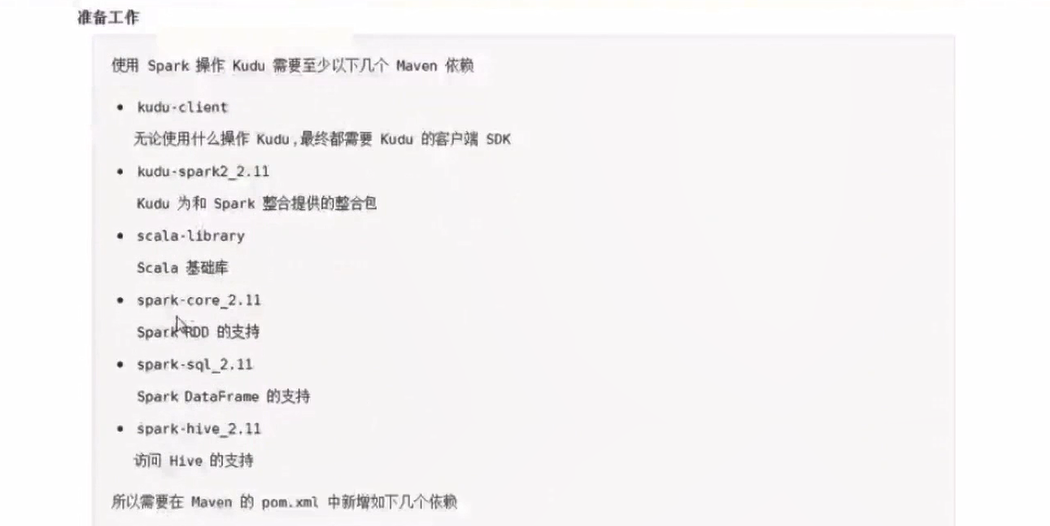 准备工作
使用 Spark 操作 Kudu 需要至少以下几个 Maven 依赖
• kudu-client
无论使用什么操作 Kudu,最终都需要 Kudu 的客户端 SDK
• kudu-spark2_2.11
Kudu 为和 Spark 整合提供的整合包
• scala-library
Scala 基础库
• spark-core_2.11
Spark RDD 的支持
• spark-sql_2.11
Spark DataFrame 的支持
• spark-hive_2.11
访问 Hive 的支持
所以需要在 Maven 的 pom.xml 中新增如下几个依赖